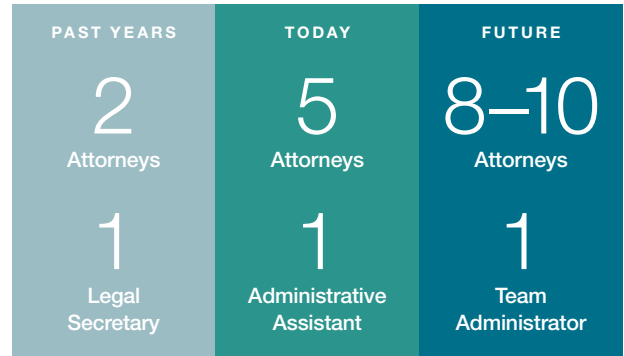 PAST YEARS
2
Attorneys
1
Legal
Secretary
TODAY
5
Attorneys
1
Administrative
Assistant
FUTURE
8–10
Attorneys
1
Team
Administrator